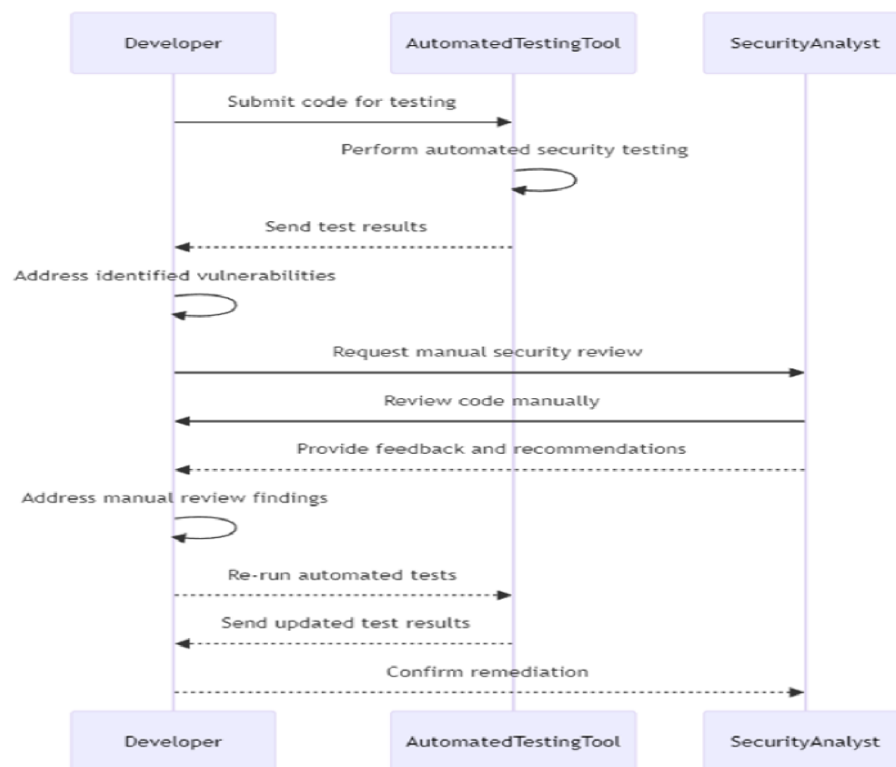 Developer
AutomatedTestingTool
SecurityAnalyst
Submit code for testing
Perform automated security testing
Send test results
Address identified vulnerabilities
Request manual security review
Review code manually
Provide feedback and recommendations
Address manual review findings
Re-run automated tests
Send updated test results
Confirm remediation
Developer
AutomatedTestingTool
SecurityAnalyst